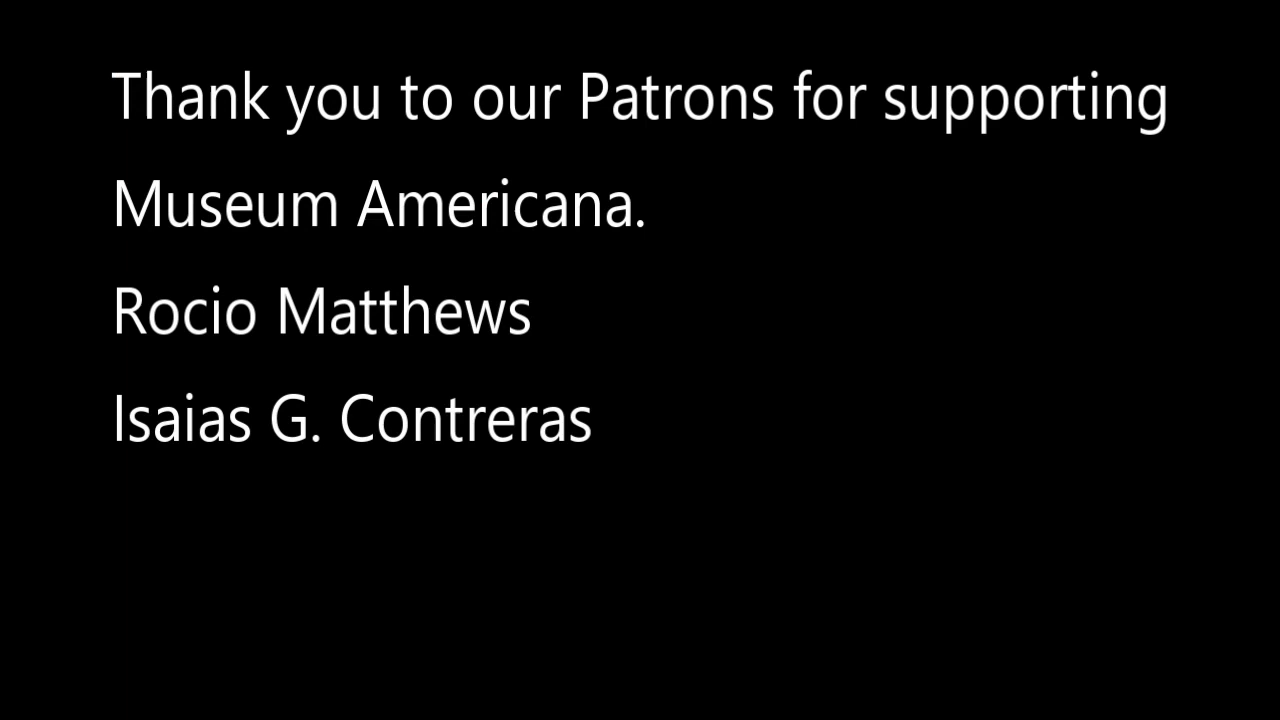 Thank you to our Patrons for supporting
Museum Americana.
Rocio Matthews
Isaias G. Contreras